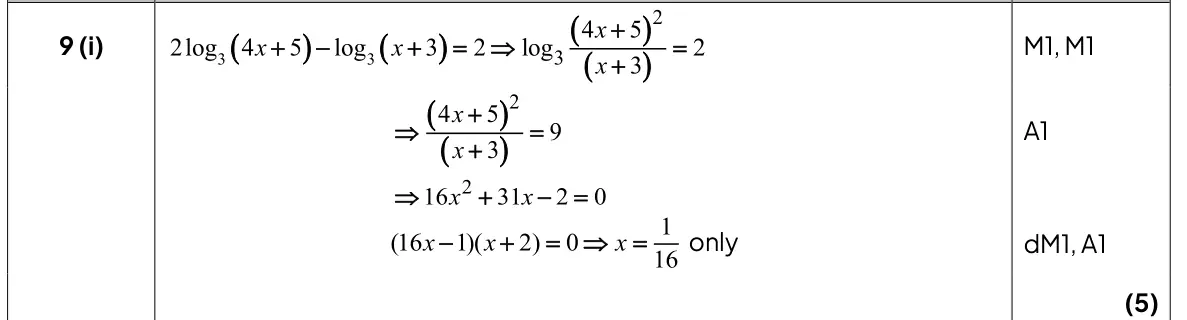 9 (i) 2log₃(4x+5)−log₃(x+3)=2⇒log₃ (4x+5)²/(x+3) =2 M1, M1
⇒(4x+5)²/(x+3) =9 A1
⇒16x²+31x−2=0
(16x−1)(x+2)=0⇒x=1/16 only dM1, A1
(5)